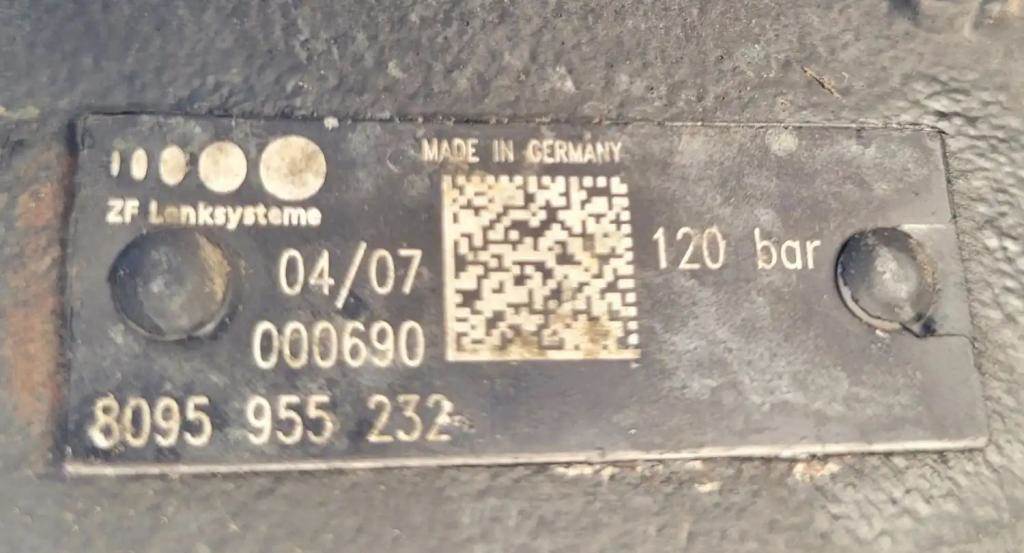 ZF Lenksysteme
MADE IN GERMANY
04/07
120 bar
000690
8095 955 232